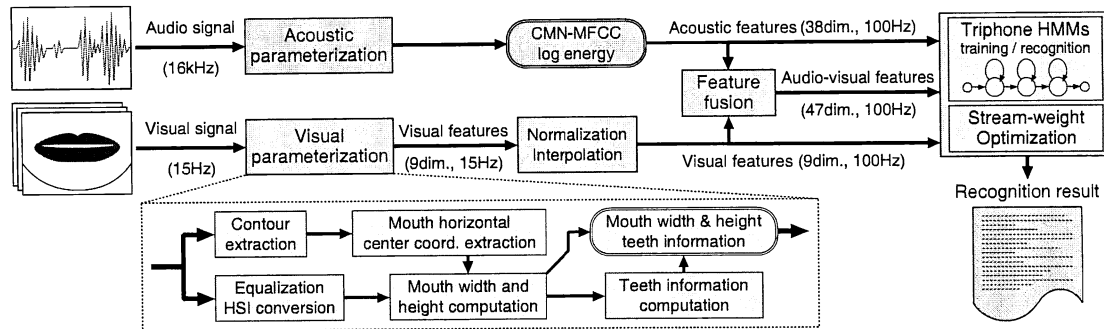 Audio signal
(16kHz)
Acoustic
parameterization
CMN-MFCC
log energy
Acoustic features (38dim., 100Hz)
Triphone HMMs
training / recognition
Feature
fusion
Audio-visual features
(47dim., 100Hz)
Visual signal
(15Hz)
Visual
parameterization
Visual features
(9dim., 15Hz)
Normalization
Interpolation
Visual features (9dim., 100Hz)
Stream-weight
Optimization
Recognition result
Contour
extraction
Mouth horizontal
center coord. extraction
Mouth width & height
teeth information
Equalization
HSI conversion
Mouth width and
height computation
Teeth information
computation